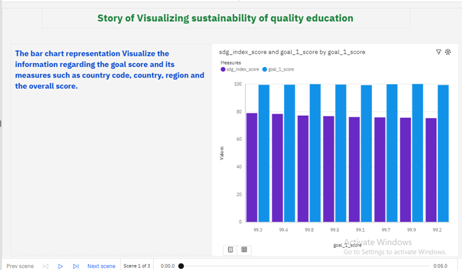 Story of Visualizing sustainability of quality education
The bar chart representation Visualize the
information regarding the goal score and its
measures such as country code, country, region and
the overall score.
sdg_index_score and goal_1_score by goal_1_score
Measures
sdg_index_score goal_1_score
100
80
60
40
20
0
Values
99.3 99.4 99.8 99.6 99.1 99.7 99.9 99.2
goal_1_score
Activate Windows
Go to Settings to activate Windows.
Prev scene Next scene Scene 1 of 3 0:00.0 0:05.0